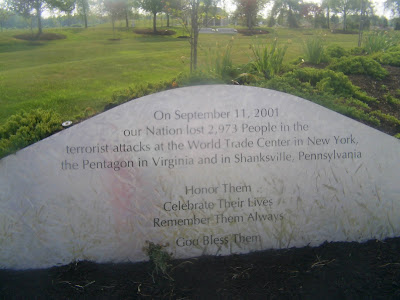 On September 11, 2001
our Nation lost 2,973 People in the
terrorist attacks at the World Trade Center in New York,
the Pentagon in Virginia and in Shanksville, Pennsylvania
Honor Them
Celebrate Their Lives
Remember Them Always
God Bless Them